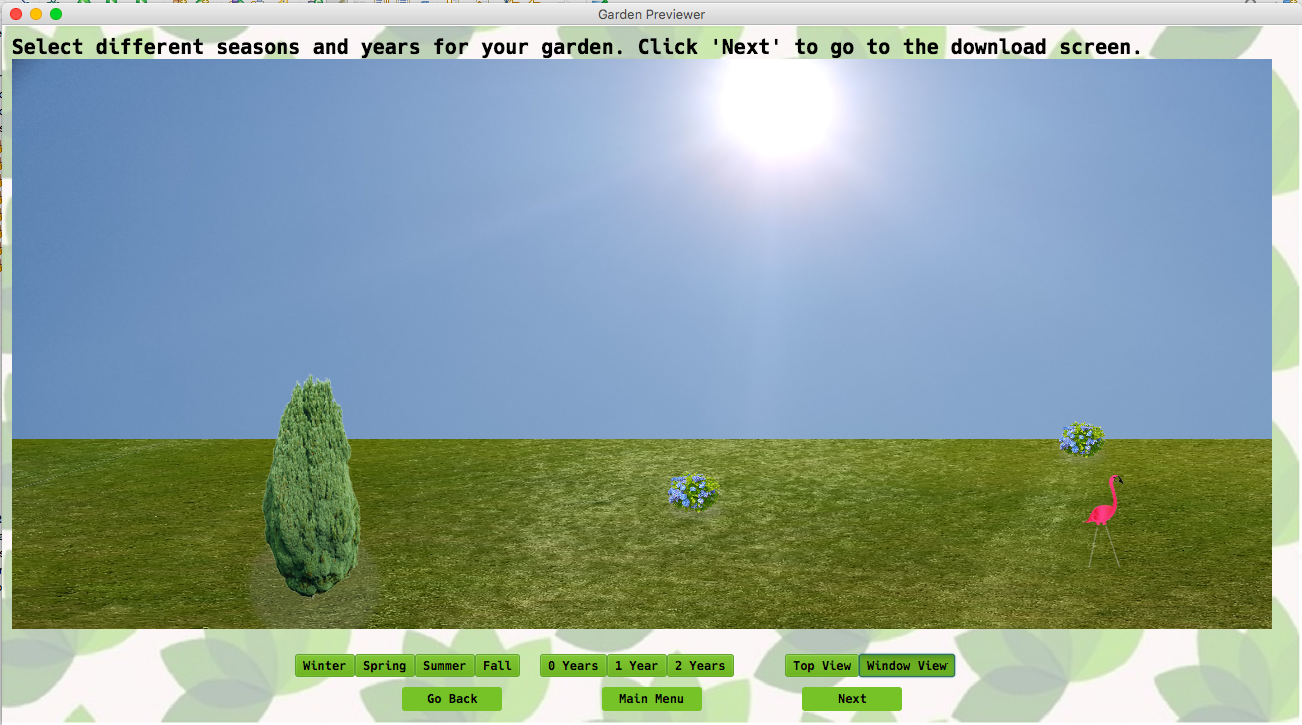 Garden Previewer
Select different seasons and years for your garden. Click 'Next' to go to the download screen.
Winter Spring Summer Fall 0 Years 1 Year 2 Years Top View Window View
Go Back Main Menu Next